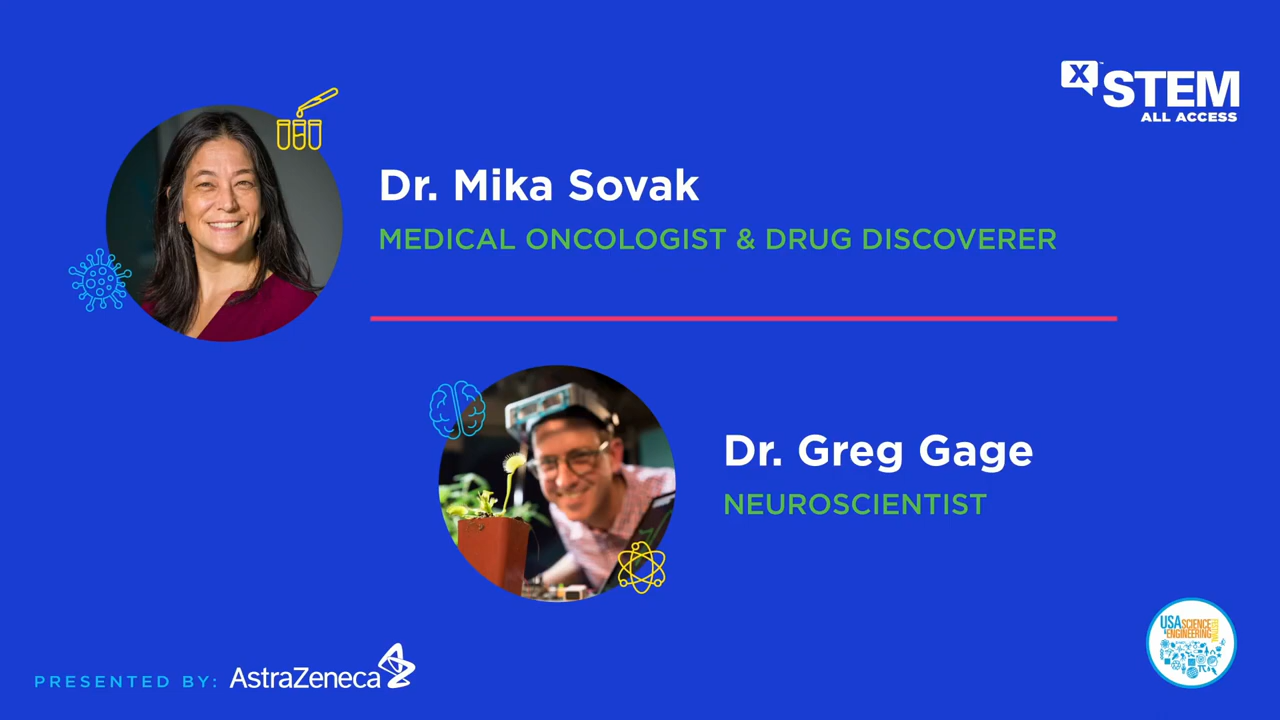 X STEM
ALL ACCESS
Dr. Mika Sovak
MEDICAL ONCOLOGIST & DRUG DISCOVERER
Dr. Greg Gage
NEUROSCIENTIST
USA SCIENCE
& ENGINEERING
FESTIVAL
PRESENTED BY: AstraZeneca